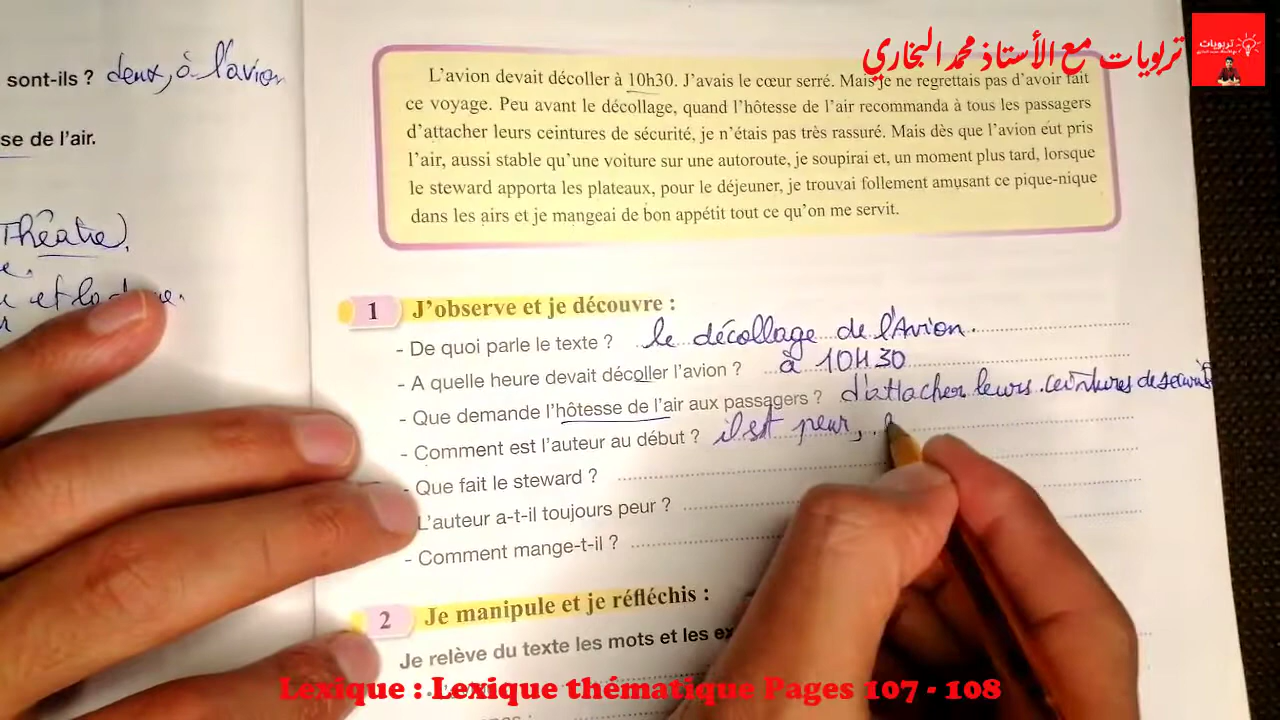 تربويات مع الأستاذ محمد البخاري
تربويات
sont-ils ? deux, à l'avion
se de l'air.
Théâtre).
e.
et la
L'avion devait décoller à 10h30. J'avais le cœur serré. Mais je ne regrettais pas d'avoir fait
ce voyage. Peu avant le décollage, quand l'hôtesse de l'air recommanda à tous les passagers
d'attacher leurs ceintures de sécurité, je n'étais pas très rassuré. Mais dès que l'avion eut pris
l'air, aussi stable qu'une voiture sur une autoroute, je soupirai et, un moment plus tard, lorsque
le steward apporta les plateaux, pour le déjeuner, je trouvai follement amusant ce pique-nique
dans les airs et je mangeai de bon appétit tout ce qu'on me servit.
1 J'observe et je découvre :
- De quoi parle le texte ? le décollage de l'Avion.
- A quelle heure devait décoller l'avion ? à 10H30
- Que demande l'hôtesse de l'air aux passagers ? d'attacher leurs ceintures de sécurité
- Comment est l'auteur au début ? il est peur,
- Que fait le steward ?
- L'auteur a-t-il toujours peur ?
- Comment mange-t-il ?
2 Je manipule et je réfléchis :
Je relève du texte les mots et les ex
Lexique : Lexique thématique Pages 107 - 108